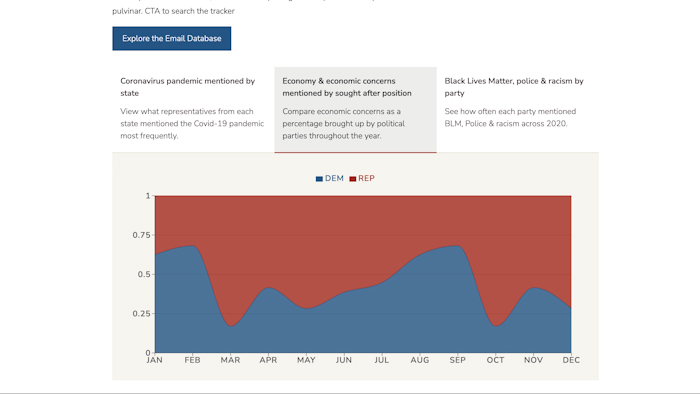 pulvinar. CTA to search the tracker
Explore the Email Database
Coronavirus pandemic mentioned by
state
View what representatives from each
state mentioned the Covid-19 pandemic
most frequently.
Economy & economic concerns
mentioned by sought after position
Compare economic concerns as a
percentage brought up by political
parties throughout the year.
Black Lives Matter, police & racism by
party
See how often each party mentioned
BLM, Police & racism across 2020.
DEM REP
1
0.75
0.5
0.25
0
JAN FEB MAR APR MAY JUN JUL AUG SEP OCT NOV DEC